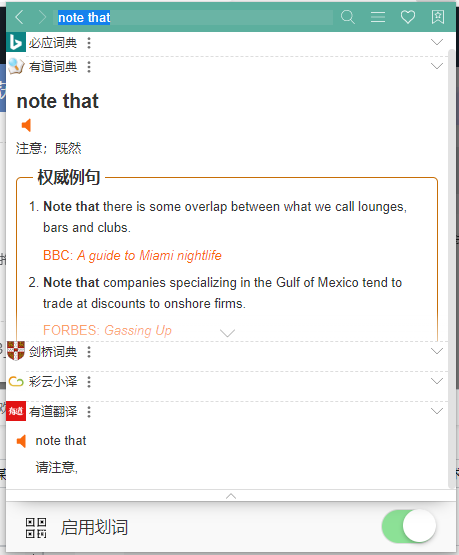 note that
必应词典
有道词典
note that
注意；既然
权威例句
1. Note that there is some overlap between what we call lounges,
bars and clubs.
BBC: A guide to Miami nightlife
2. Note that companies specializing in the Gulf of Mexico tend to
trade at discounts to onshore firms.
FORBES: Gassing Up
剑桥词典
彩云小译
有道
有道翻译
note that
请注意,
启用划词